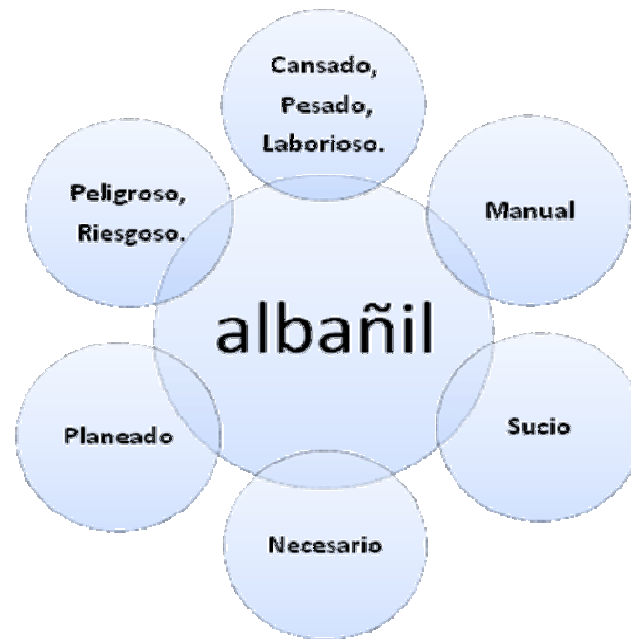 Cansado,
Pesado,
Laborioso.
Peligroso,
Riesgoso.
Manual
albañil
Planeado
Sucio
Necesario